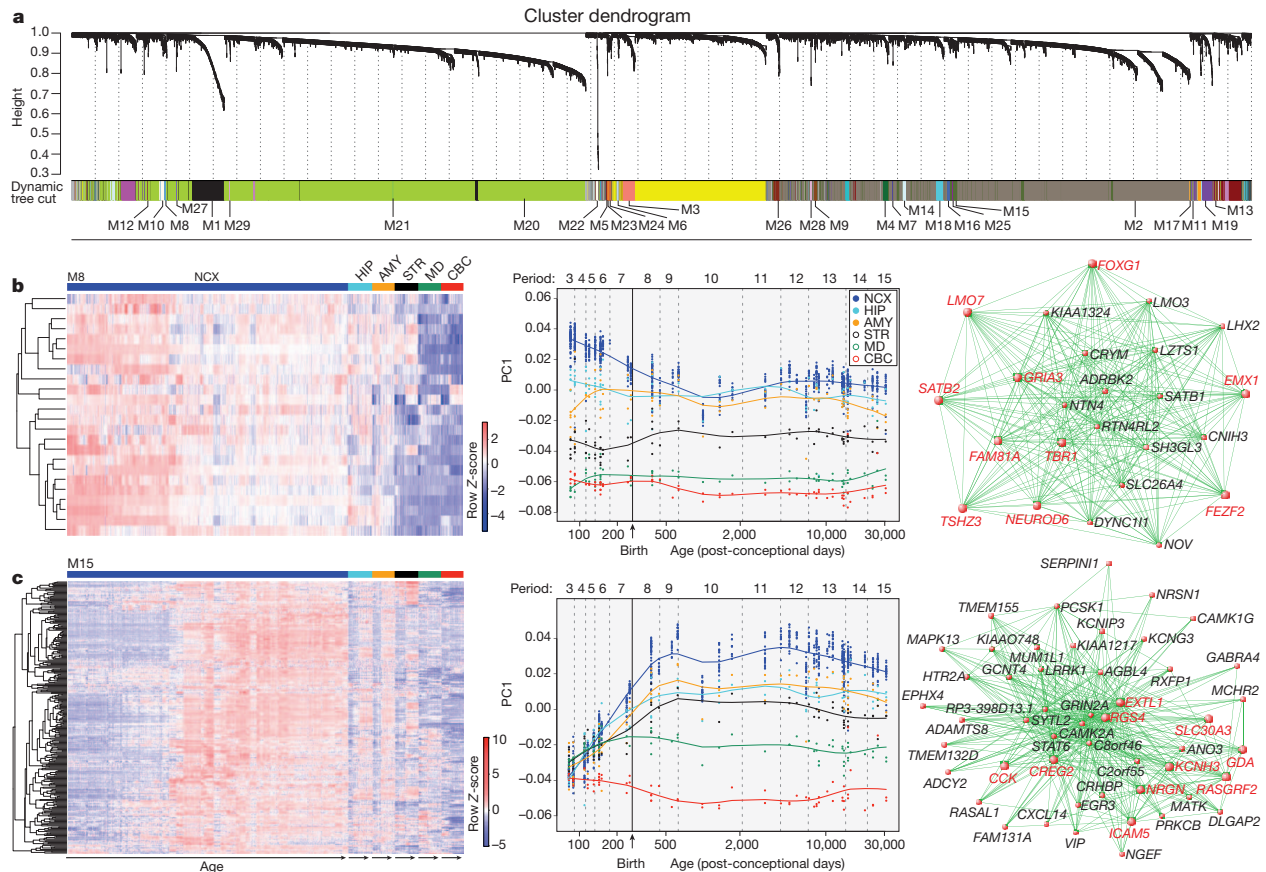 a
Cluster dendrogram
1.0
0.9
0.8
0.7
0.6
0.5
0.4
0.3
Height
Dynamic
tree cut
M12 M10 M8 M27 M1 M29 M21 M20 M22 M5 M23 M24 M6 M3 M26 M28 M9 M4 M7 M14 M18 M16 M25 M15 M2 M17 M11 M19 M13
b
M8 NCX HIP AMY STR MD CBC
2
0
−2
−4
Row Z-score
Period: 3 4 5 6 7 8 9 10 11 12 13 14 15
0.06
0.04
0.02
0.00
−0.02
−0.04
−0.06
−0.08
PC1
NCX
HIP
AMY
STR
MD
CBC
100 200 500 2,000 10,000 30,000
Birth Age (post-conceptional days)
FOXG1
LMO7
LMO3
KIAA1324
LHX2
CRYM
LZTS1
GRIA3
ADRBK2
EMX1
SATB2
SATB1
NTN4
RTN4RL2
CNIH3
SH3GL3
FAM81A
TBR1
SLC26A4
FEZF2
TSHZ3
NEUROD6
DYNC1I1
NOV
c
M15
10
5
0
−5
Row Z-score
Age
Period: 3 4 5 6 7 8 9 10 11 12 13 14 15
0.04
0.02
0.00
−0.02
−0.04
−0.06
PC1
100 200 500 2,000 10,000 30,000
Birth Age (post-conceptional days)
SERPINI1
NRSN1
TMEM155
PCSK1
CAMK1G
KCNIP3
MAPK13
KIAAO748
KIAA1217
KCNG3
MUM1L1
GABRA4
HTR2A
GCNT4
LRRK1
AGBL4
RXFP1
MCHR2
EPHX4
RP3-398D13.1
GRIN2A
EXTL1
RGS4
SYTL2
SLC30A3
ADAMTS8
CAMK2A
STAT6
C8orf46
ANO3
TMEM132D
GDA
CCK
CREG2
C2orf55
KCNH3
ADCY2
CRHBP
NRGN
RASGRF2
RASAL1
EGR3
MATK
CXCL14
PRKCB
DLGAP2
FAM131A
VIP
ICAM5
NGEF